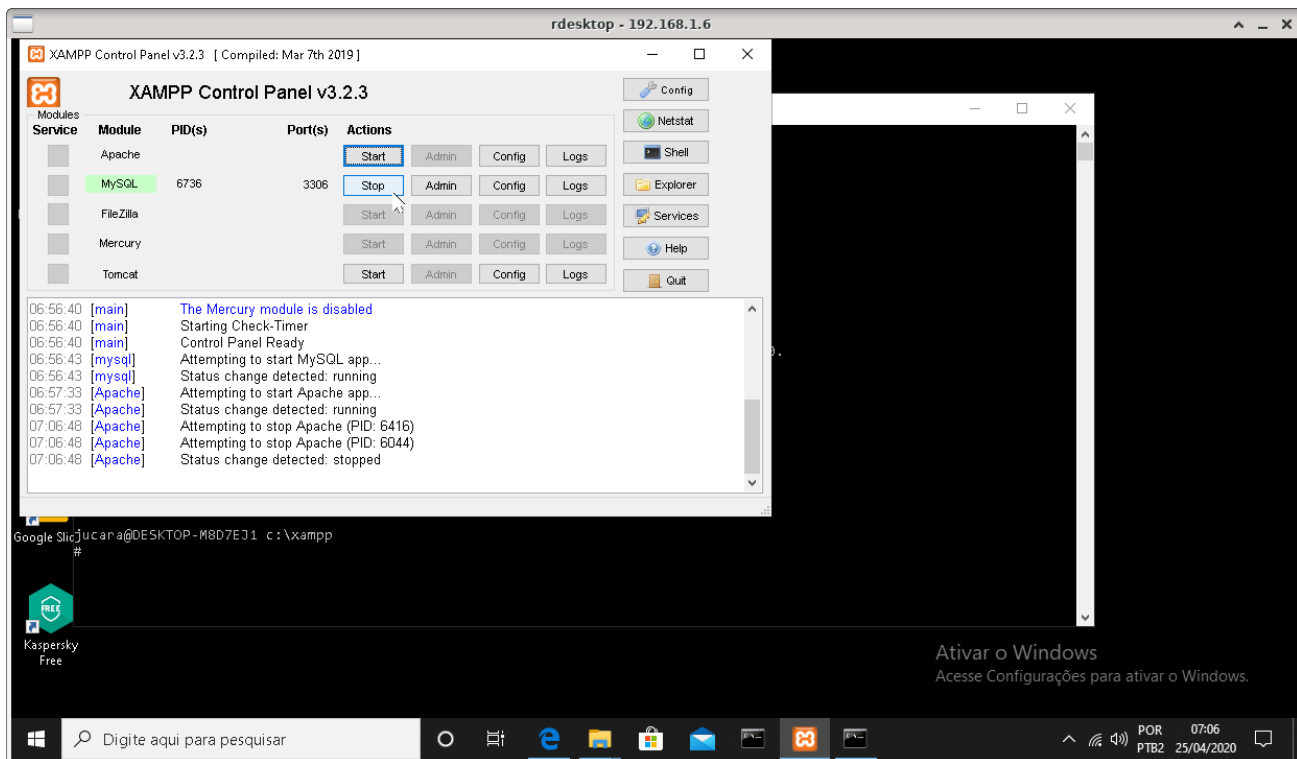 rdesktop - 192.168.1.6
XAMPP Control Panel v3.2.3 [ Compiled: Mar 7th 2019 ]
XAMPP Control Panel v3.2.3
Config
Modules
Service Module PID(s) Port(s) Actions
Netstat
Apache Start Admin Config Logs
Shell
MySQL 6736 3306 Stop Admin Config Logs
Explorer
FileZilla Start Admin Config Logs
Services
Mercury Start Admin Config Logs
Help
Tomcat Start Admin Config Logs
Quit
06:56:40 [main] The Mercury module is disabled
06:56:40 [main] Starting Check-Timer
06:56:40 [main] Control Panel Ready
06:56:43 [mysql] Attempting to start MySQL app...
06:56:43 [mysql] Status change detected: running
06:57:33 [Apache] Attempting to start Apache app...
06:57:33 [Apache] Status change detected: running
07:06:48 [Apache] Attempting to stop Apache (PID: 6416)
07:06:48 [Apache] Attempting to stop Apache (PID: 6044)
07:06:48 [Apache] Status change detected: stopped
Google Slid
jucara@DESKTOP-M8D7EJ1 c:\xampp
#
FREE
Kaspersky
Free
Ativar o Windows
Acesse Configurações para ativar o Windows.
Digite aqui para pesquisar
POR 07:06
PTB2 25/04/2020